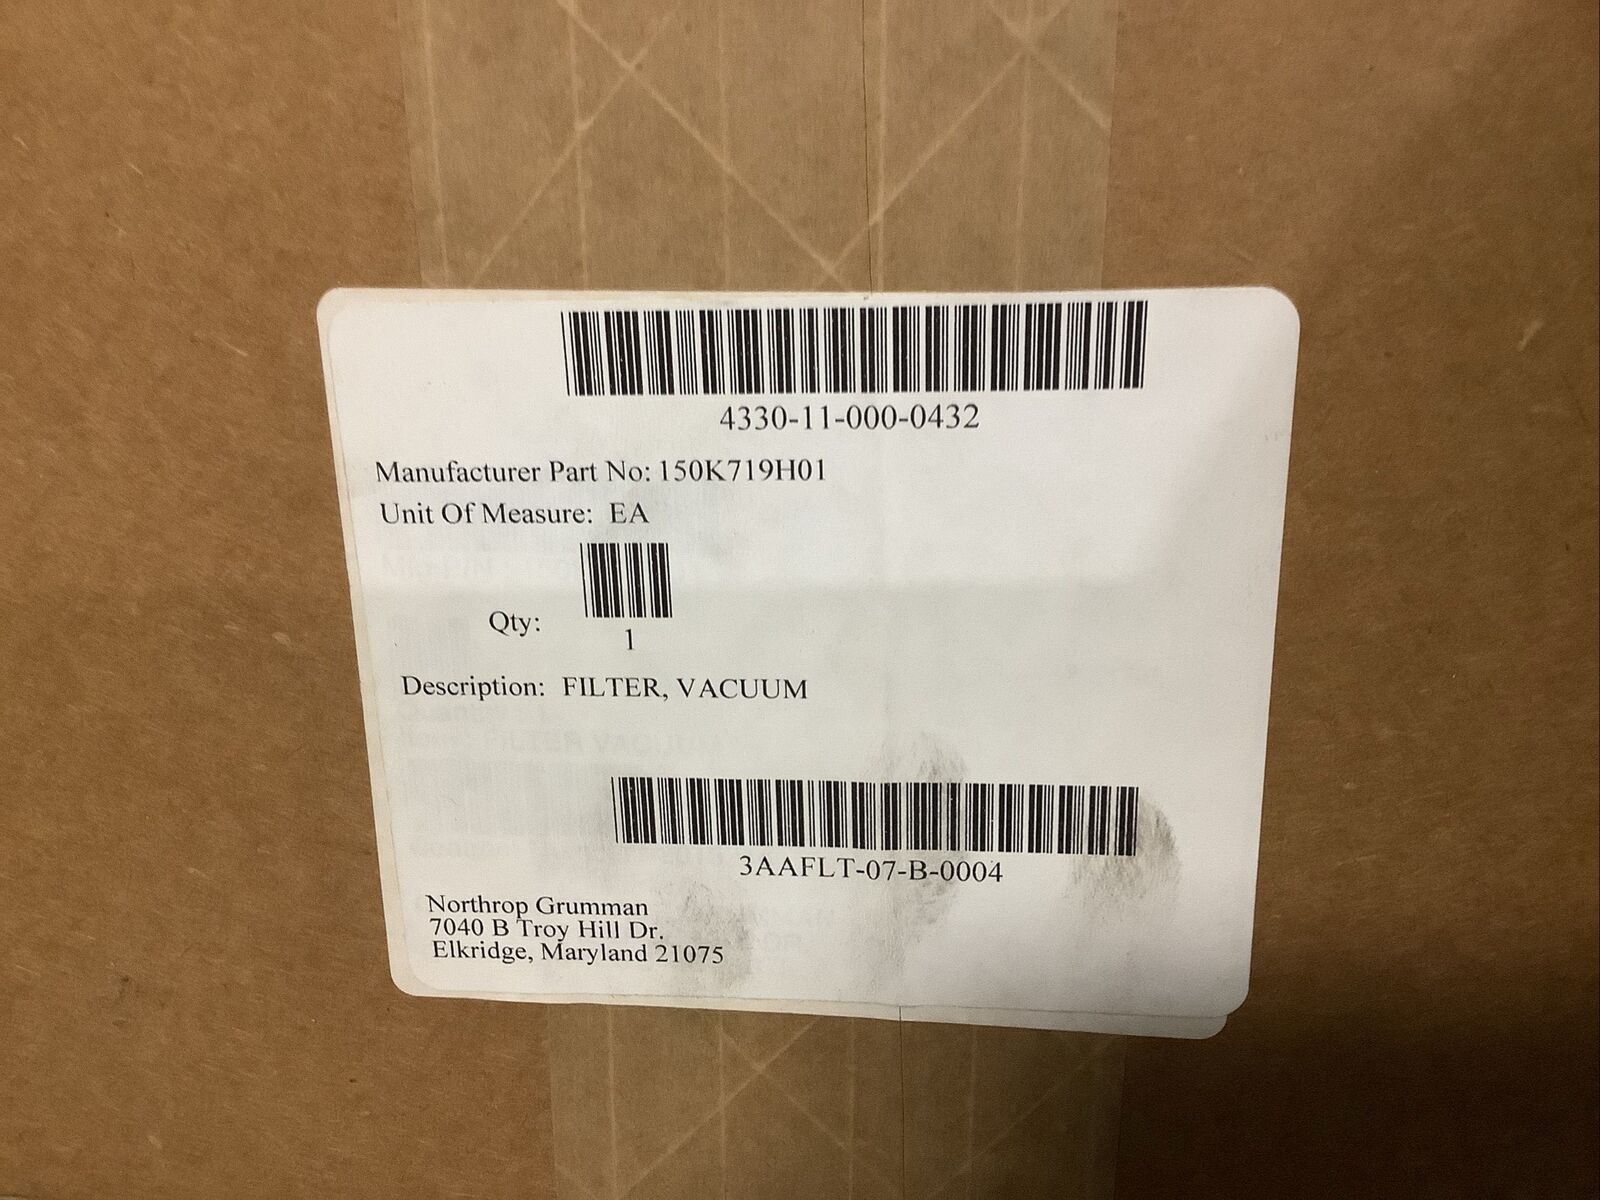 4330-11-000-0432
Manufacturer Part No: 150K719H01
Unit Of Measure: EA
Qty:
1
Description: FILTER, VACUUM
3AAFLT-07-B-0004
Northrop Grumman
7040 B Troy Hill Dr.
Elkridge, Maryland 21075